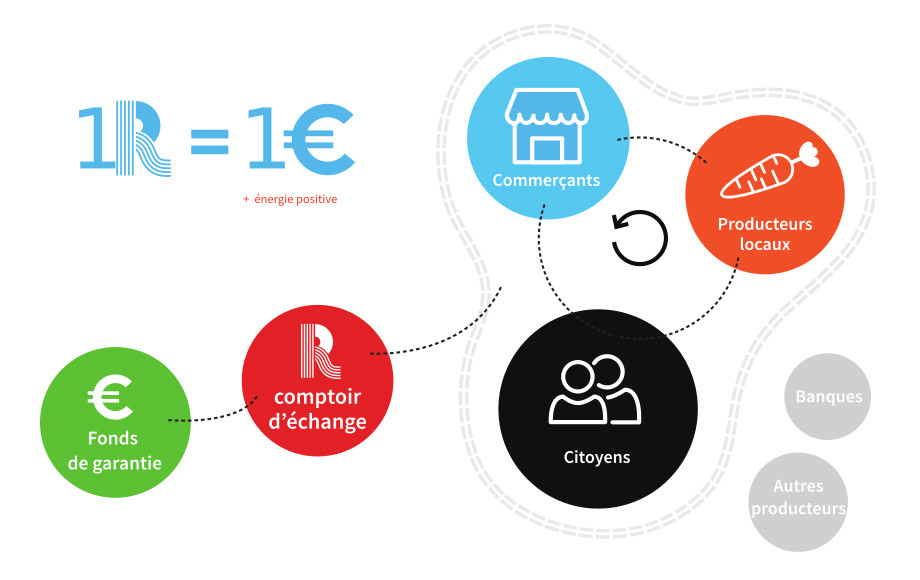 1R = 1€
+ énergie positive
Commerçants
Producteurs
locaux
R
comptoir
d'échange
€
Fonds
de garantie
Citoyens
Banques
Autres
producteurs